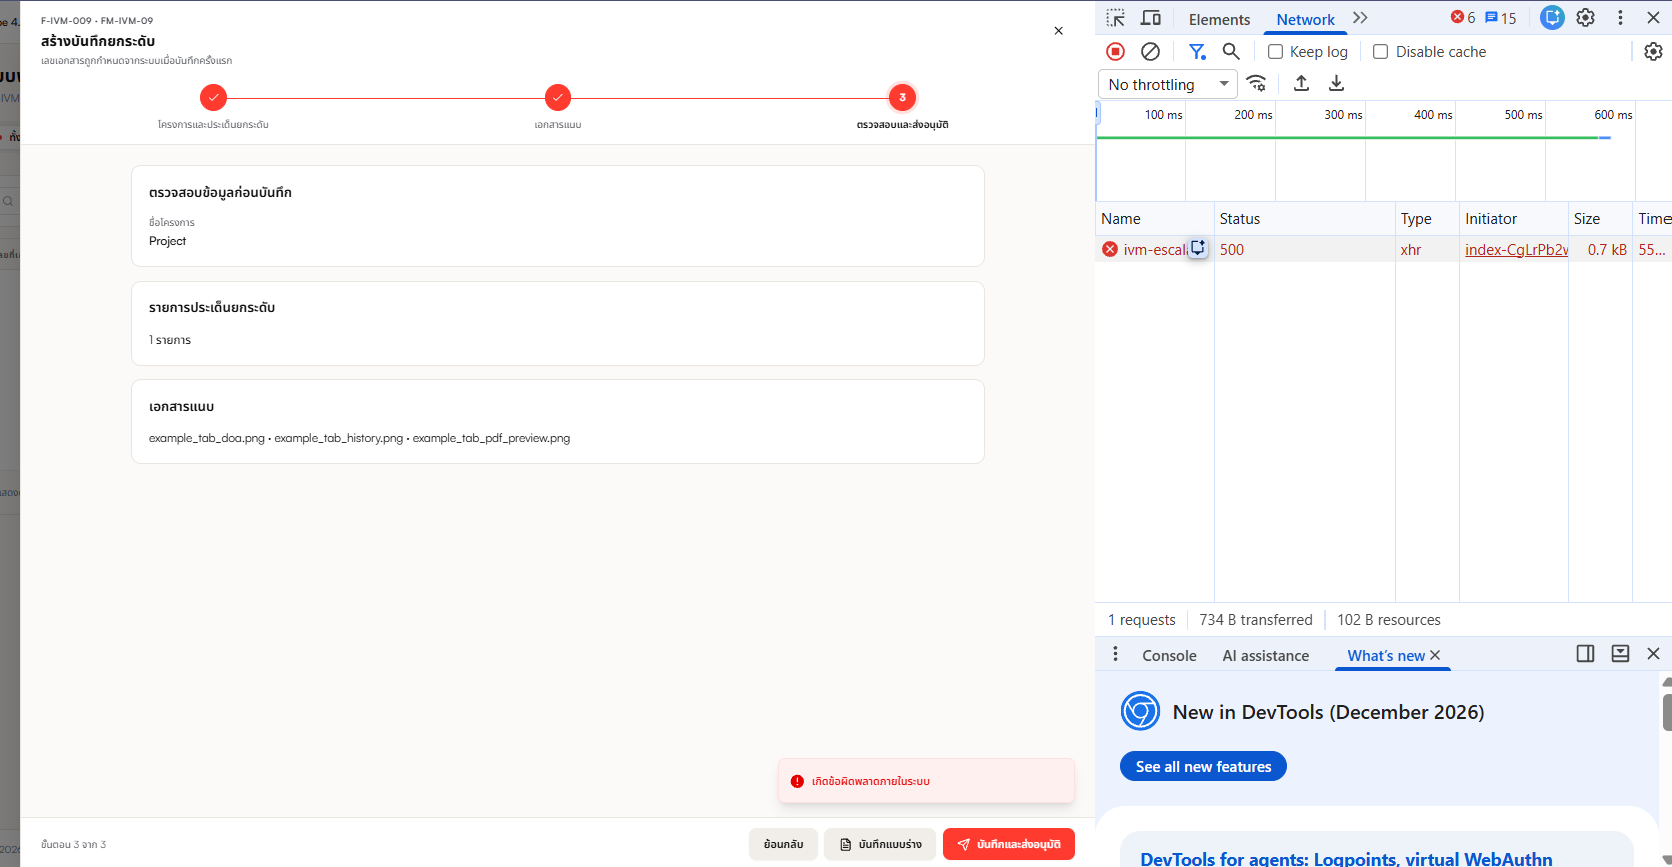 F-IVM-009 • FM-IVM-09
สร้างบันทึกยกระดับ
เลขเอกสารถูกกำหนดจากระบบเมื่อบันทึกครั้งแรก
3
โครงการและประเด็นยกระดับ
เอกสารแนบ
ตรวจสอบและส่งอนุมัติ
ตรวจสอบข้อมูลก่อนบันทึก
ชื่อโครงการ
Project
รายการประเด็นยกระดับ
1 รายการ
เอกสารแนบ
example_tab_doa.png • example_tab_history.png • example_tab_pdf_preview.png
เกิดข้อผิดพลาดภายในระบบ
ขั้นตอน 3 จาก 3
ย้อนกลับ
บันทึกแบบร่าง
บันทึกและส่งอนุมัติ
Elements
Network
6
15
Keep log
Disable cache
No throttling
100 ms
200 ms
300 ms
400 ms
500 ms
600 ms
Name
Status
Type
Initiator
Size
Time
ivm-escal
500
xhr
index-CgLrPb2v
0.7 kB
55...
1 requests
734 B transferred
102 B resources
Console
AI assistance
What's new
New in DevTools (December 2026)
See all new features
DevTools for agents: Logpoints, virtual WebAuthn